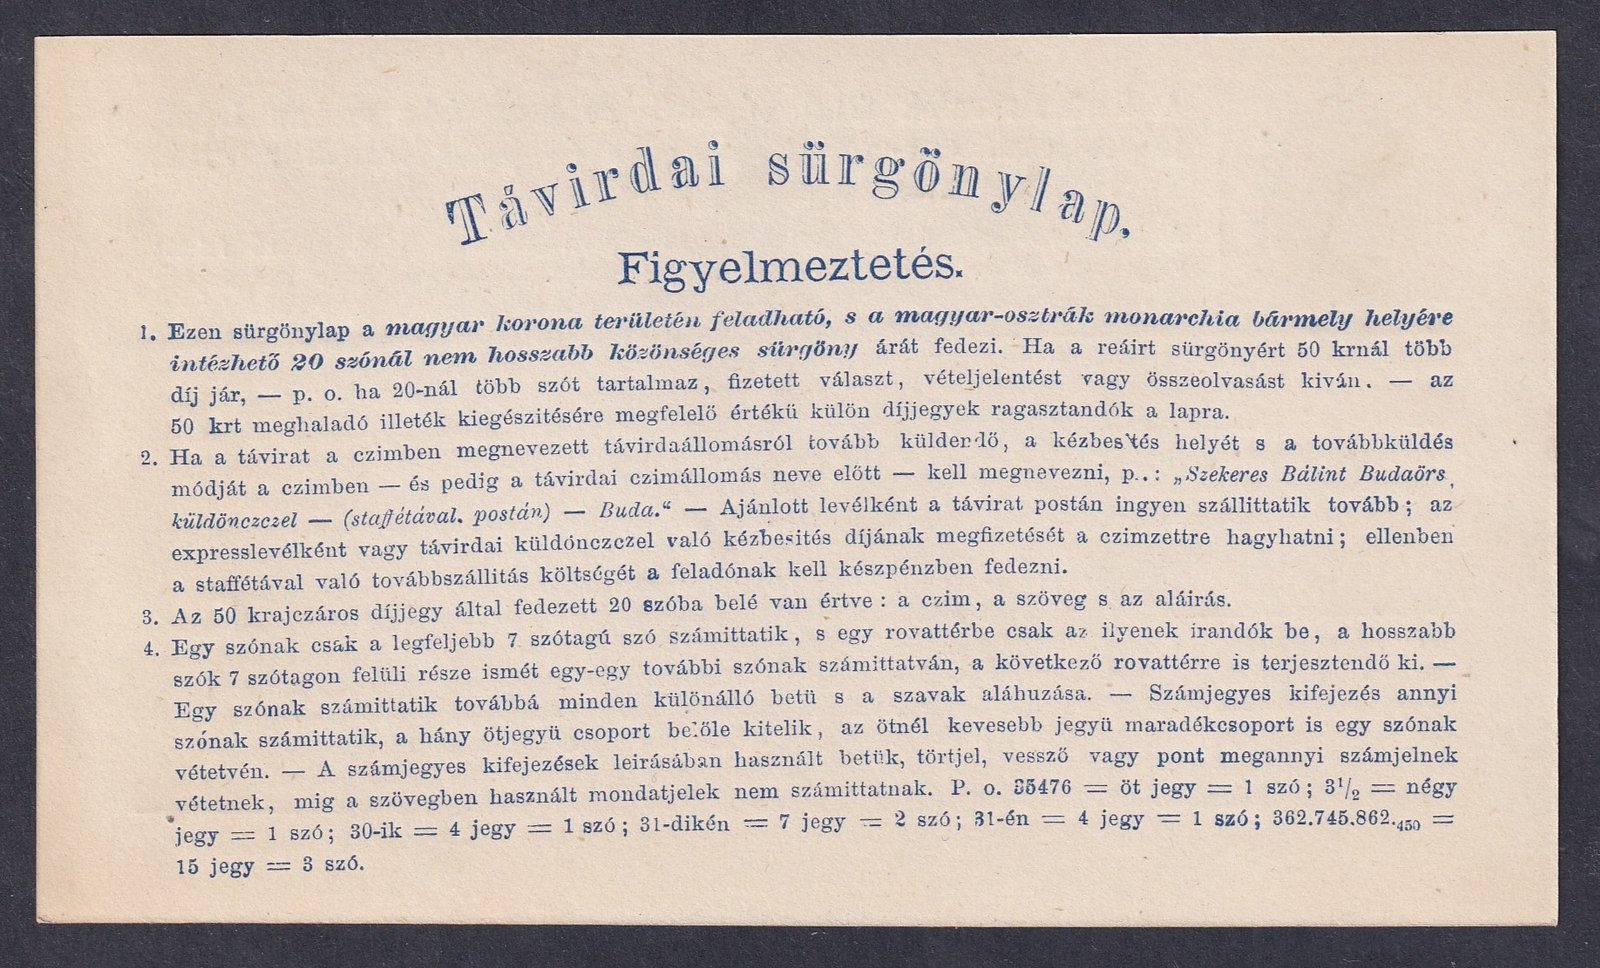 Távirdai sürgönylap.
Figyelmeztetés.
1. Ezen sürgönylap a magyar korona területén feladható, s a magyar-osztrák monarchia bármely helyére
intézhető 20 szónál nem hosszabb közönséges sürgöny árát fedezi. Ha a reáirt sürgönyért 50 krnál több
díj jár, — p. o. ha 20-nál több szót tartalmaz, fizetett választ, vételjelentést vagy összeolvasást kiván. — az
50 krt meghaladó illeték kiegészitésére megfelelő értékü külön díjjegyek ragasztandók a lapra.
2. Ha a távirat a czimben megnevezett távirdaállomásról tovább küldendő, a kézbesités helyét s a továbbküldés
módját a czimben — és pedig a távirdai czimállomás neve elött — kell megnevezni, p..: „Szekeres Bálint Budaörs,
küldönczczel — (staffétával. postán) — Buda.“ — Ajánlott levélként a távirat postán ingyen szállittatik tovább; az
expresslevélként vagy távirdai küldönczczel való kézbesités díjának megfizetését a czimzettre hagyhatni; ellenben
a staffétával való továbbszállitás költségét a feladónak kell készpénzben fedezni.
3. Az 50 krajczáros díjjegy által fedezett 20 szóba belé van értve: a czim, a szöveg s az aláirás.
4. Egy szónak csak a legfeljebb 7 szótagú szó számittatik, s egy rovattérbe csak az ilyenek irandók be, a hosszabb
szók 7 szótagon felüli része ismét egy-egy további szónak számittatván, a következő rovattérre is terjesztendő ki. —
Egy szónak számittatik továbbá minden különálló betü s a szavak aláhuzása. — Számjegyes kifejezés annyi
szónak számittatik, a hány ötjegyü csoport belőle kitelik, az ötnél kevesebb jegyü maradékcsoport is egy szónak
vétetvén. — A számjegyes kifejezések leirásában használt betük, törtjel, vessző vagy pont megannyi számjelnek
vétetnek, mig a szövegben használt mondatjelek nem számittatnak. P. o. 35476 = öt jegy = 1 szó; 3¹/₂ = négy
jegy = 1 szó; 30-ik = 4 jegy = 1 szó; 31-dikén = 7 jegy = 2 szó; 31-én = 4 jegy = 1 szó; 362.745.862.₄₅₀ =
15 jegy = 3 szó.